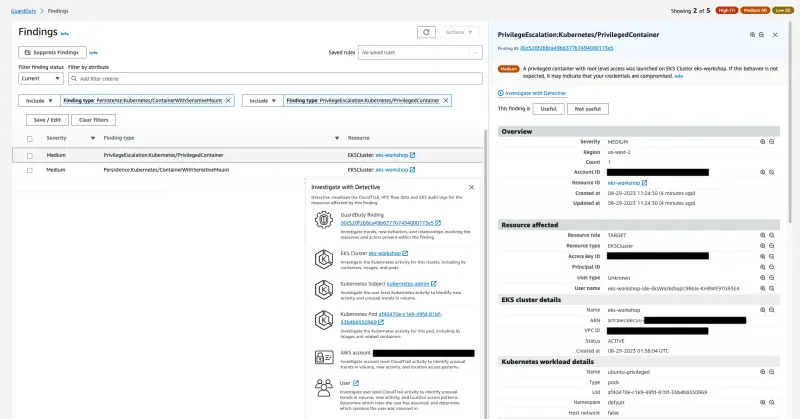 GuardDuty > Findings
Showing 2 of 5 High (1) Medium (4) Low (0)
Findings Info
Actions
Suppress Findings Info
Saved rules No saved rules
Filter finding status
Filter by attribute
Current
Add filter criteria
Include Finding type: Persistence:Kubernetes/ContainerWithSensitiveMount
Include Finding type: PrivilegeEscalation:Kubernetes/PrivilegedContainer
Save / Edit
Clear filters
Severity Finding type Resource
Medium PrivilegeEscalation:Kubernetes/PrivilegedContainer EKSCluster: eks-workshop
Medium Persistence:Kubernetes/ContainerWithSensitiveMount EKSCluster: eks-workshop
Investigate with Detective
Detective visualizes the CloudTrail, VPC flow data and EKS audit logs for the
resources affected by this finding.
GuardDuty finding
00c520f2b8ca49b6377b7494000173e5
Investigate trends, new behaviors, and relationships involving the
resources and actors present within the finding.
EKS Cluster eks-workshop
Investigate the Kubernetes activity for this cluster, including its
containers, images, and pods.
Kubernetes Subject kubernetes-admin
Investigate the user level Kubernetes activity to identify new
activity and unusual trends in volume.
Kubernetes Pod af40470e-c1e9-49fd-81bf-
33b4b6550969
Investigate the Kubernetes activity for this pod, including its
images and related containers.
AWS account
Investigate account level CloudTrail activity to identify unusual
trends in volume, new activity, and location access patterns.
User
Investigate user level CloudTrail activity to identify unusual
trends in volume, new activity, and location access patterns.
Determine which roles the user has assumed, and determine
which sessions the user was involved in.
PrivilegeEscalation:Kubernetes/PrivilegedContainer
Finding ID: 00c520f2b8ca49b6377b7494000173e5
Medium A privileged container with root level access was launched on EKS Cluster eks-workshop. If this behavior is not
expected, it may indicate that your credentials are compromised. Info
Investigate with Detective
This finding is Useful Not useful
Overview
Severity MEDIUM
Region us-west-2
Count 1
Account ID
Resource ID eks-workshop
Created at 08-29-2023 11:24:30 (4 minutes ago)
Updated at 08-29-2023 11:24:30 (4 minutes ago)
Resource affected
Resource role TARGET
Resource type EKSCluster
Access key ID
Principal ID
User type Unknown
User name eks-workshop-ide-EksWorkshopC9Role-KH8WE9TG93E4
EKS cluster details
Name eks-workshop
ARN arn:aws:eks:us-
VPC ID
Status ACTIVE
Created at 08-29-2023 01:58:04 UTC
Kubernetes workload details
Name ubuntu-privileged
Type pods
Uid af40470e-c1e9-49fd-81bf-33b4b6550969
Namespace default
Host network false